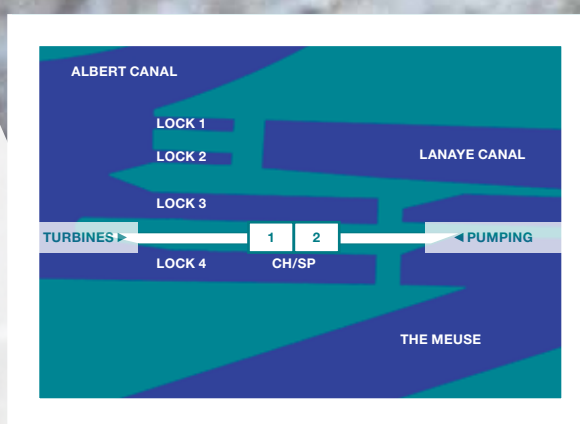 ALBERT CANAL
LOCK 1
LOCK 2
LANAYE CANAL
LOCK 3
TURBINES ▶ 1 2 ◀ PUMPING
LOCK 4 CH/SP
THE MEUSE